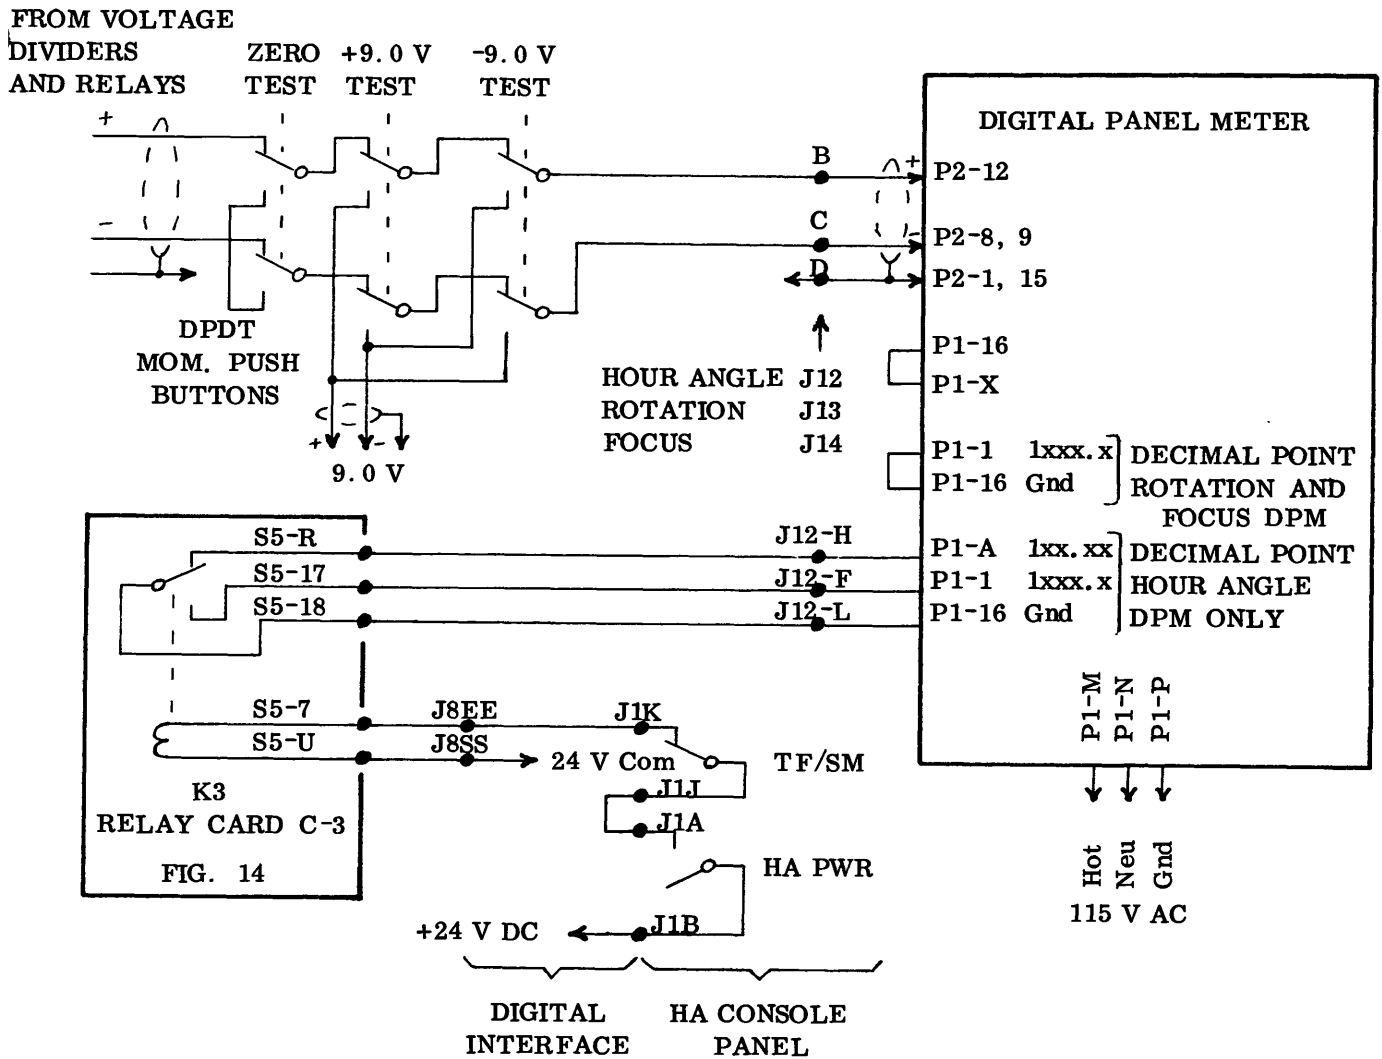 FROM VOLTAGE
DIVIDERS
AND RELAYS
ZERO
TEST
+9.0 V
TEST
-9.0 V
TEST
+
-
DPDT
MOM. PUSH
BUTTONS
+ -
9.0 V
B
C
D
HOUR ANGLE J12
ROTATION J13
FOCUS J14
DIGITAL PANEL METER
+ P2-12
- P2-8, 9
P2-1, 15
P1-16
P1-X
P1-1 1xxx.x
P1-16 Gnd
DECIMAL POINT
ROTATION AND
FOCUS DPM
P1-A 1xx.xx
P1-1 1xxx.x
P1-16 Gnd
DECIMAL POINT
HOUR ANGLE
DPM ONLY
P1-M
P1-N
P1-P
Hot
Neu
Gnd
115 V AC
S5-R
S5-17
S5-18
J12-H
J12-F
J12-L
S5-7
S5-U
J8EE
J8SS
J1K
24 V Com
TF/SM
J1J
J1A
HA PWR
J1B
+24 V DC
K3
RELAY CARD C-3
FIG. 14
DIGITAL
INTERFACE
HA CONSOLE
PANEL